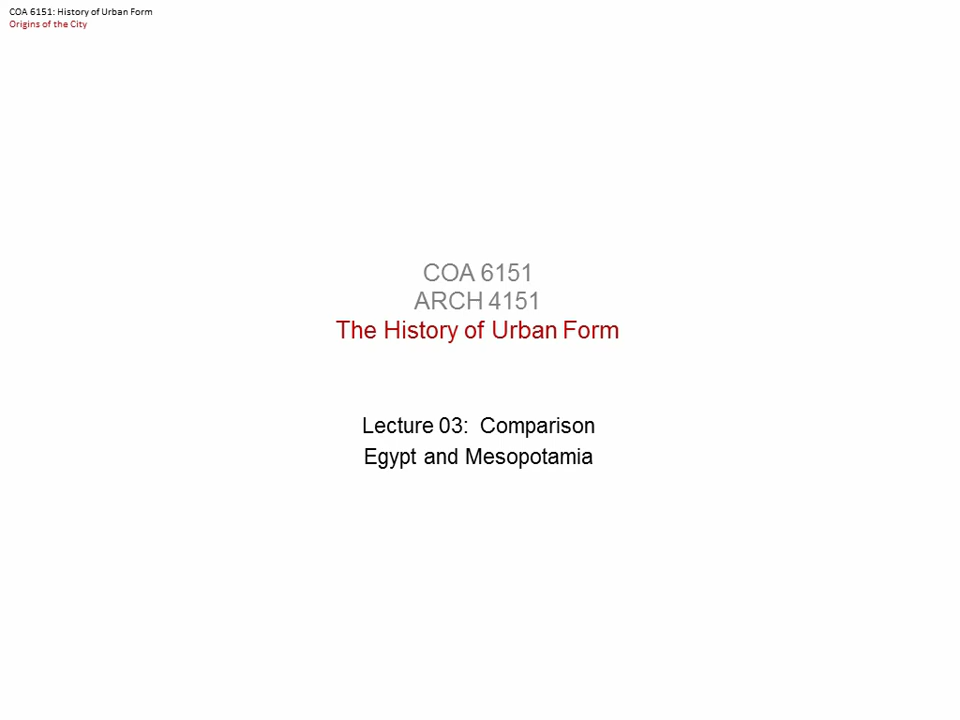 COA 6151: History of Urban Form
Origins of the City
COA 6151
ARCH 4151
The History of Urban Form
Lecture 03:  Comparison
Egypt and Mesopotamia